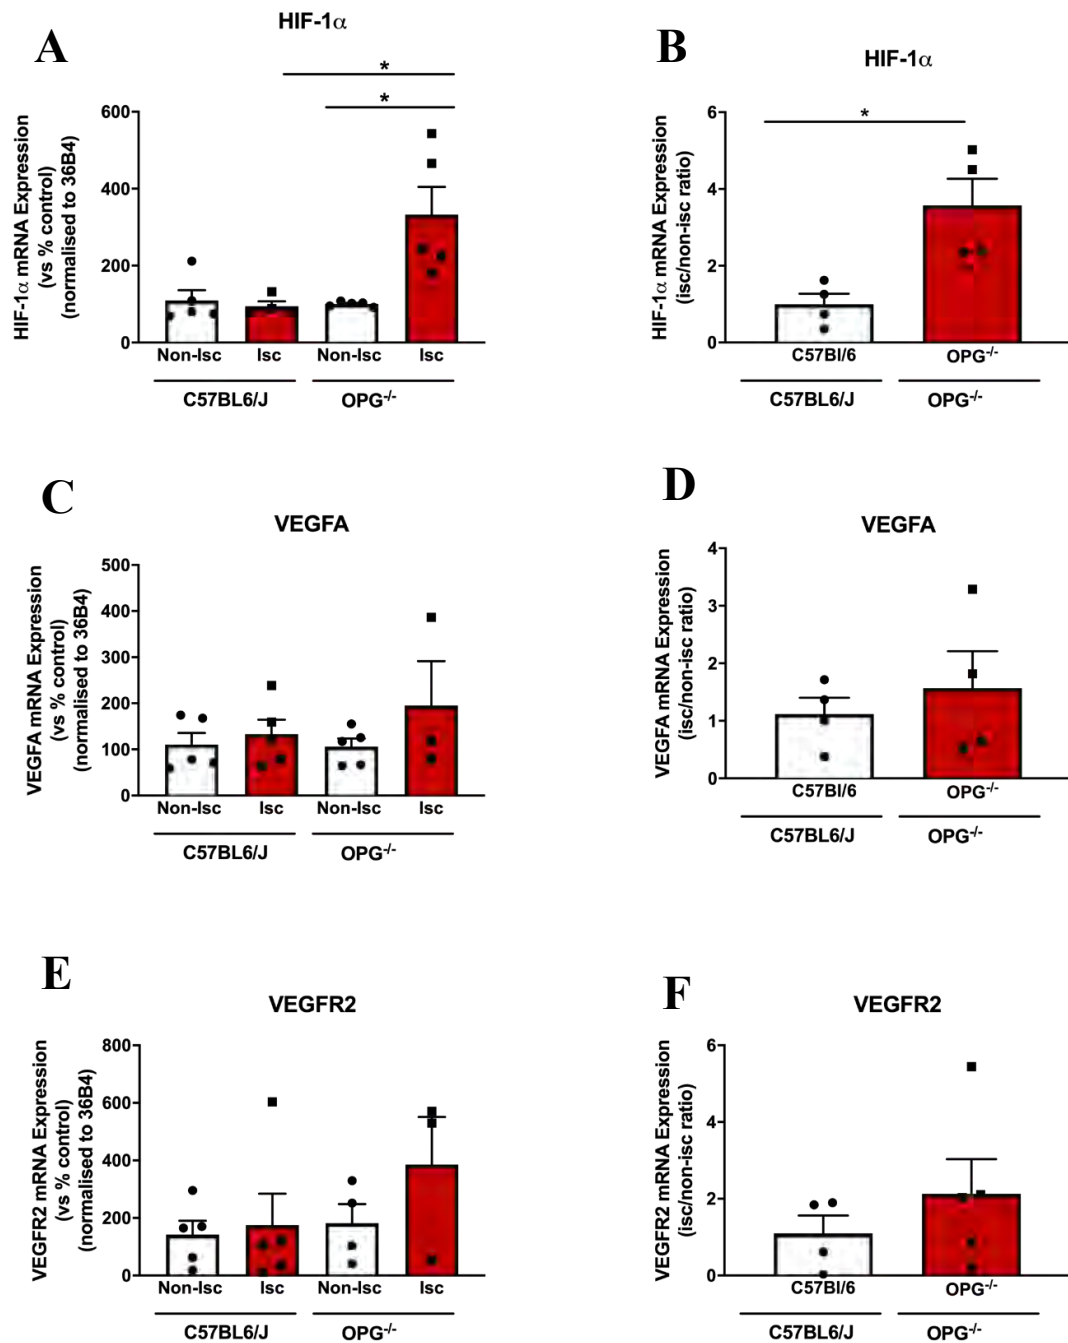 A
HIF-1α
*
*
HIF-1α mRNA Expression
(vs % control)
(normalised to 36B4)
600
400
200
0
Non-Isc Isc Non-Isc Isc
C57BL6/J OPG-/-
B
HIF-1α
*
HIF-1α mRNA Expression
(isc/non-isc ratio)
6
4
2
0
C57Bl/6 OPG-/-
C57BL6/J OPG-/-
C
VEGFA
VEGFA mRNA Expression
(vs % control)
(normalised to 36B4)
500
400
300
200
100
0
Non-Isc Isc Non-Isc Isc
C57BL6/J OPG-/-
D
VEGFA
VEGFA mRNA Expression
(isc/non-isc ratio)
4
3
2
1
0
C57Bl/6 OPG-/-
C57BL6/J OPG-/-
E
VEGFR2
VEGFR2 mRNA Expression
(vs % control)
(normalised to 36B4)
800
600
400
200
0
Non-Isc Isc Non-Isc Isc
C57BL6/J OPG-/-
F
VEGFR2
VEGFR2 mRNA Expression
(isc/non-isc ratio)
6
4
2
0
C57Bl/6 OPG-/-
C57BL6/J OPG-/-